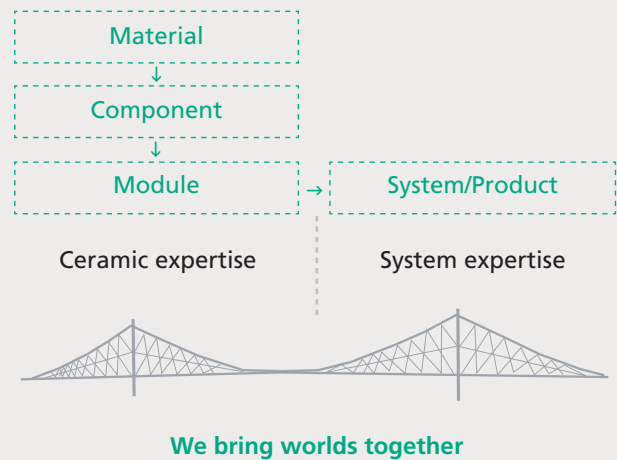 Material
↓
Component
↓
Module → System/Product
Ceramic expertise System expertise
We bring worlds together